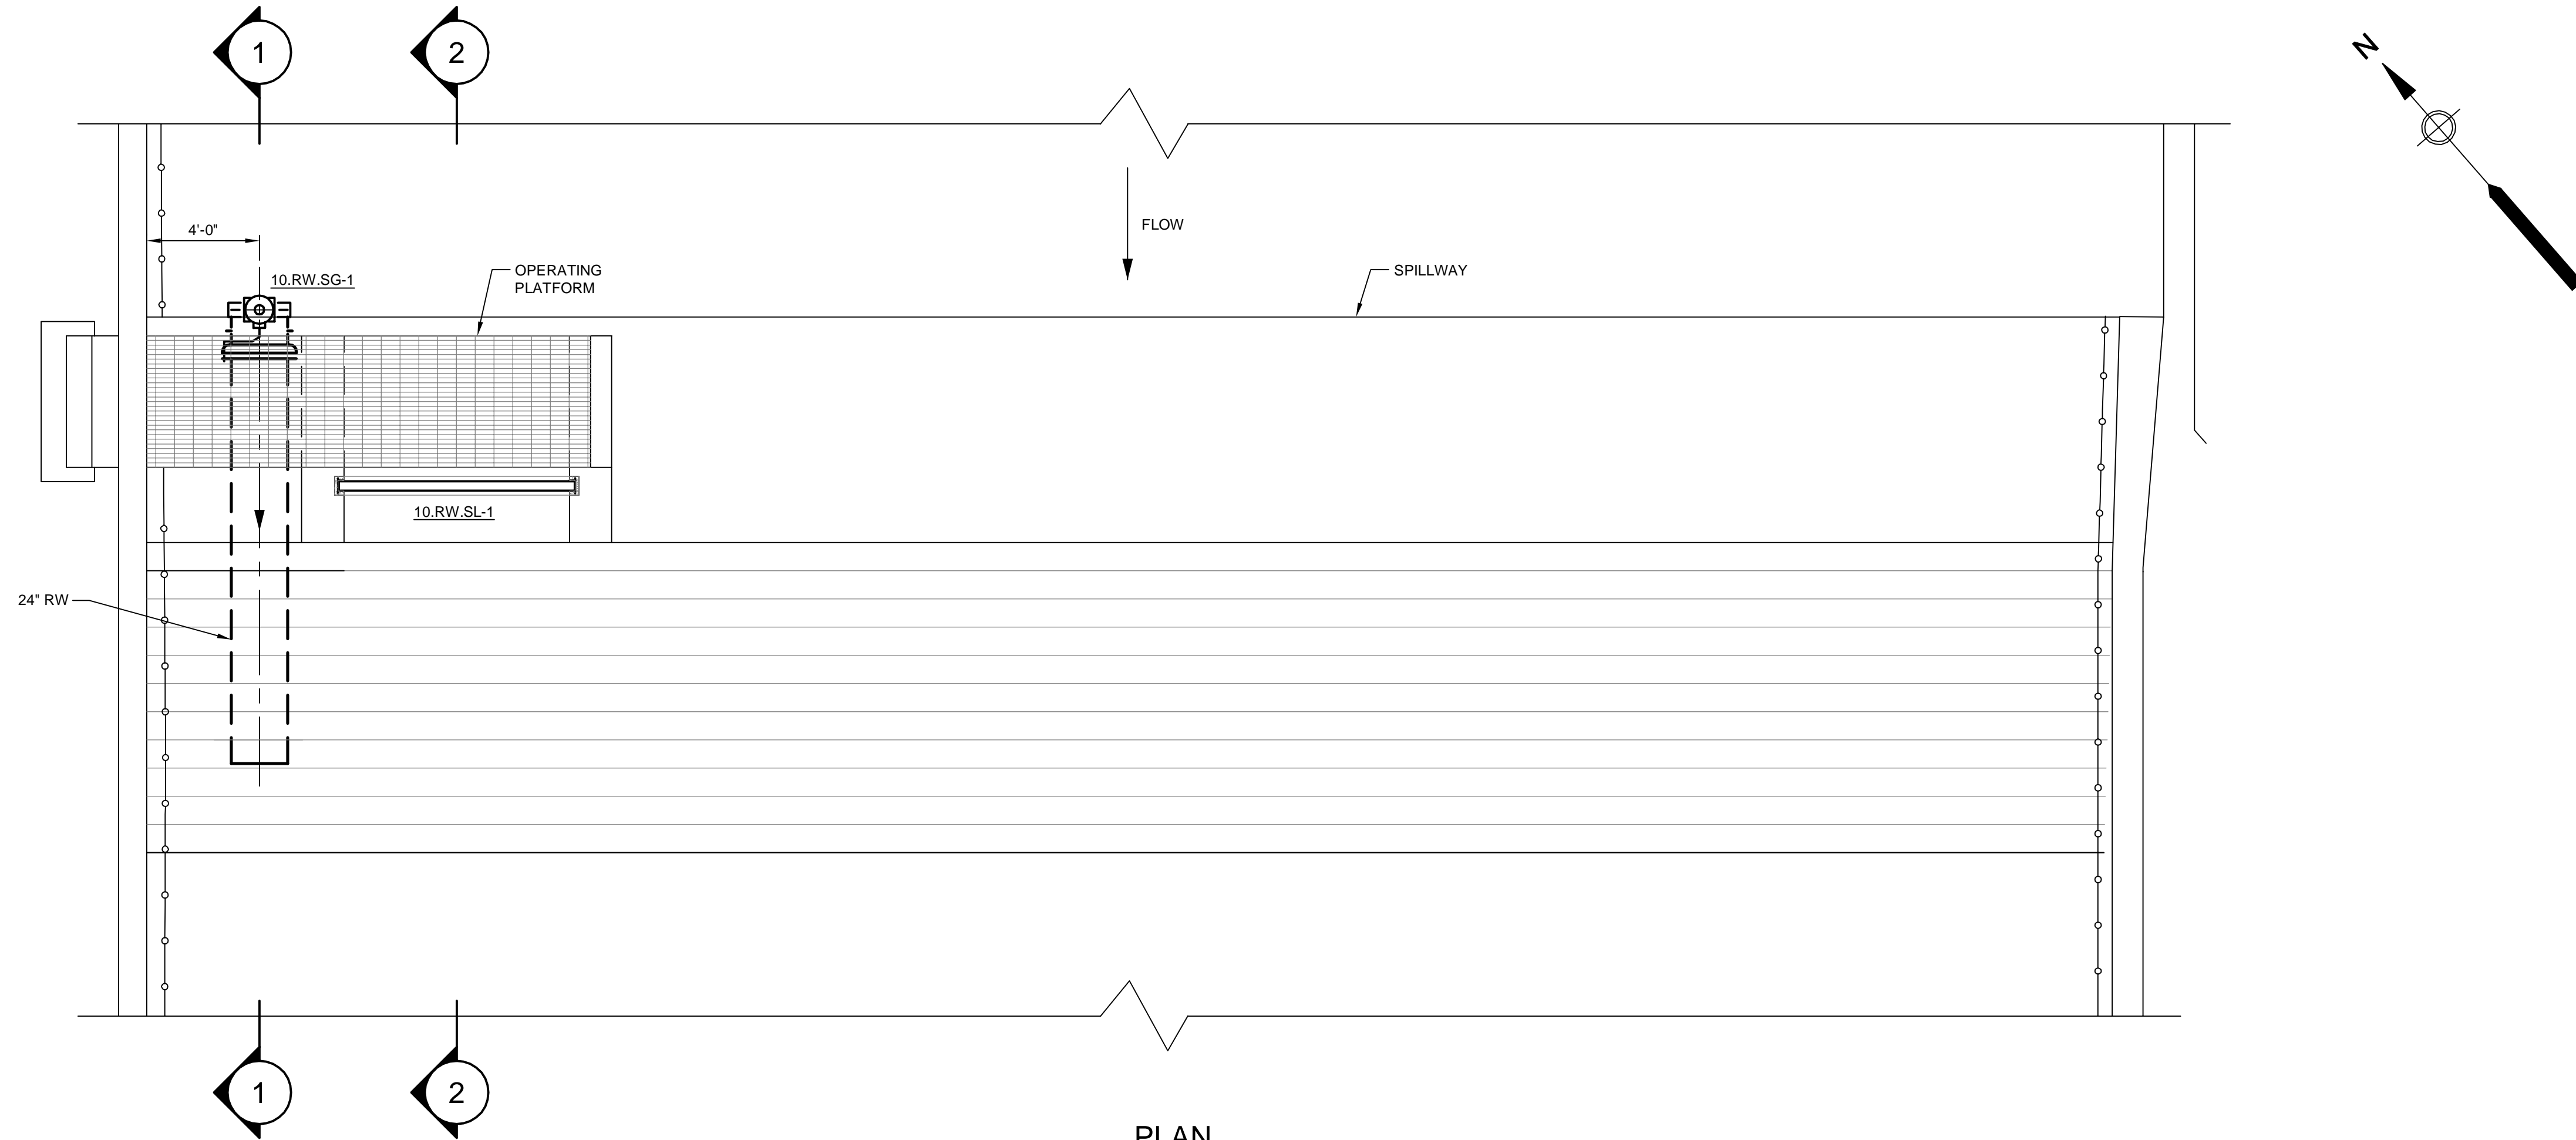 1
2
N
4'-0"
FLOW
10.RW.SG-1
OPERATING
PLATFORM
SPILLWAY
10.RW.SL-1
24" RW
1
2
PLAN